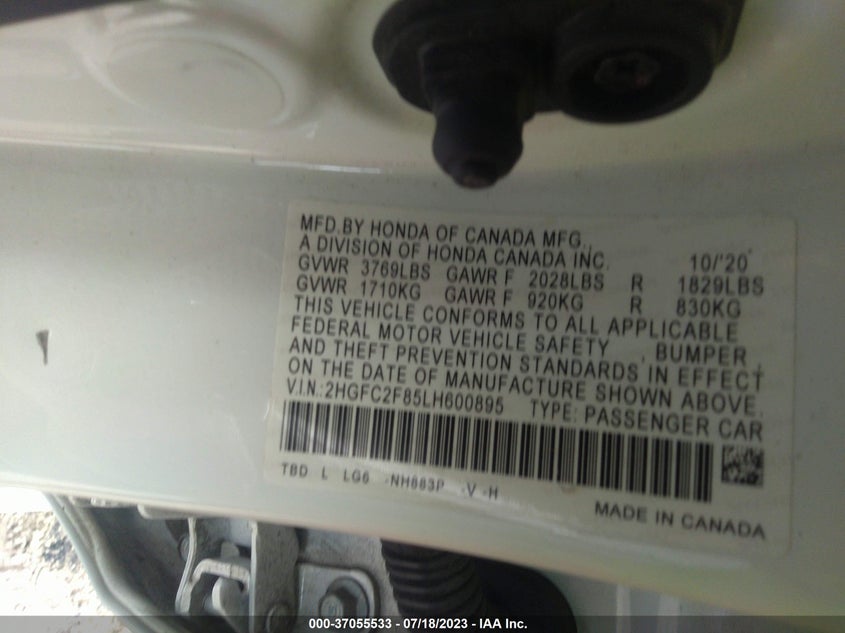 MFD.BY HONDA OF CANADA MFG.,
A DIVISION OF HONDA CANADA INC. 10/'20
GVWR 3769LBS GAWR F 2028LBS R 1829LBS
GVWR 1710KG GAWR F 920KG R 830KG
THIS VEHICLE CONFORMS TO ALL APPLICABLE
FEDERAL MOTOR VEHICLE SAFETY , BUMPER ,
AND THEFT PREVENTION STANDARDS IN EFFECT
ON THE DATE OF MANUFACTURE SHOWN ABOVE.
V.I.N.:2HGFC2F85LH600895 TYPE: PASSENGER CAR
TBD L LG6 -NH883P -V -H
MADE IN CANADA
000-37055533 - 07/18/2023 - IAA Inc.